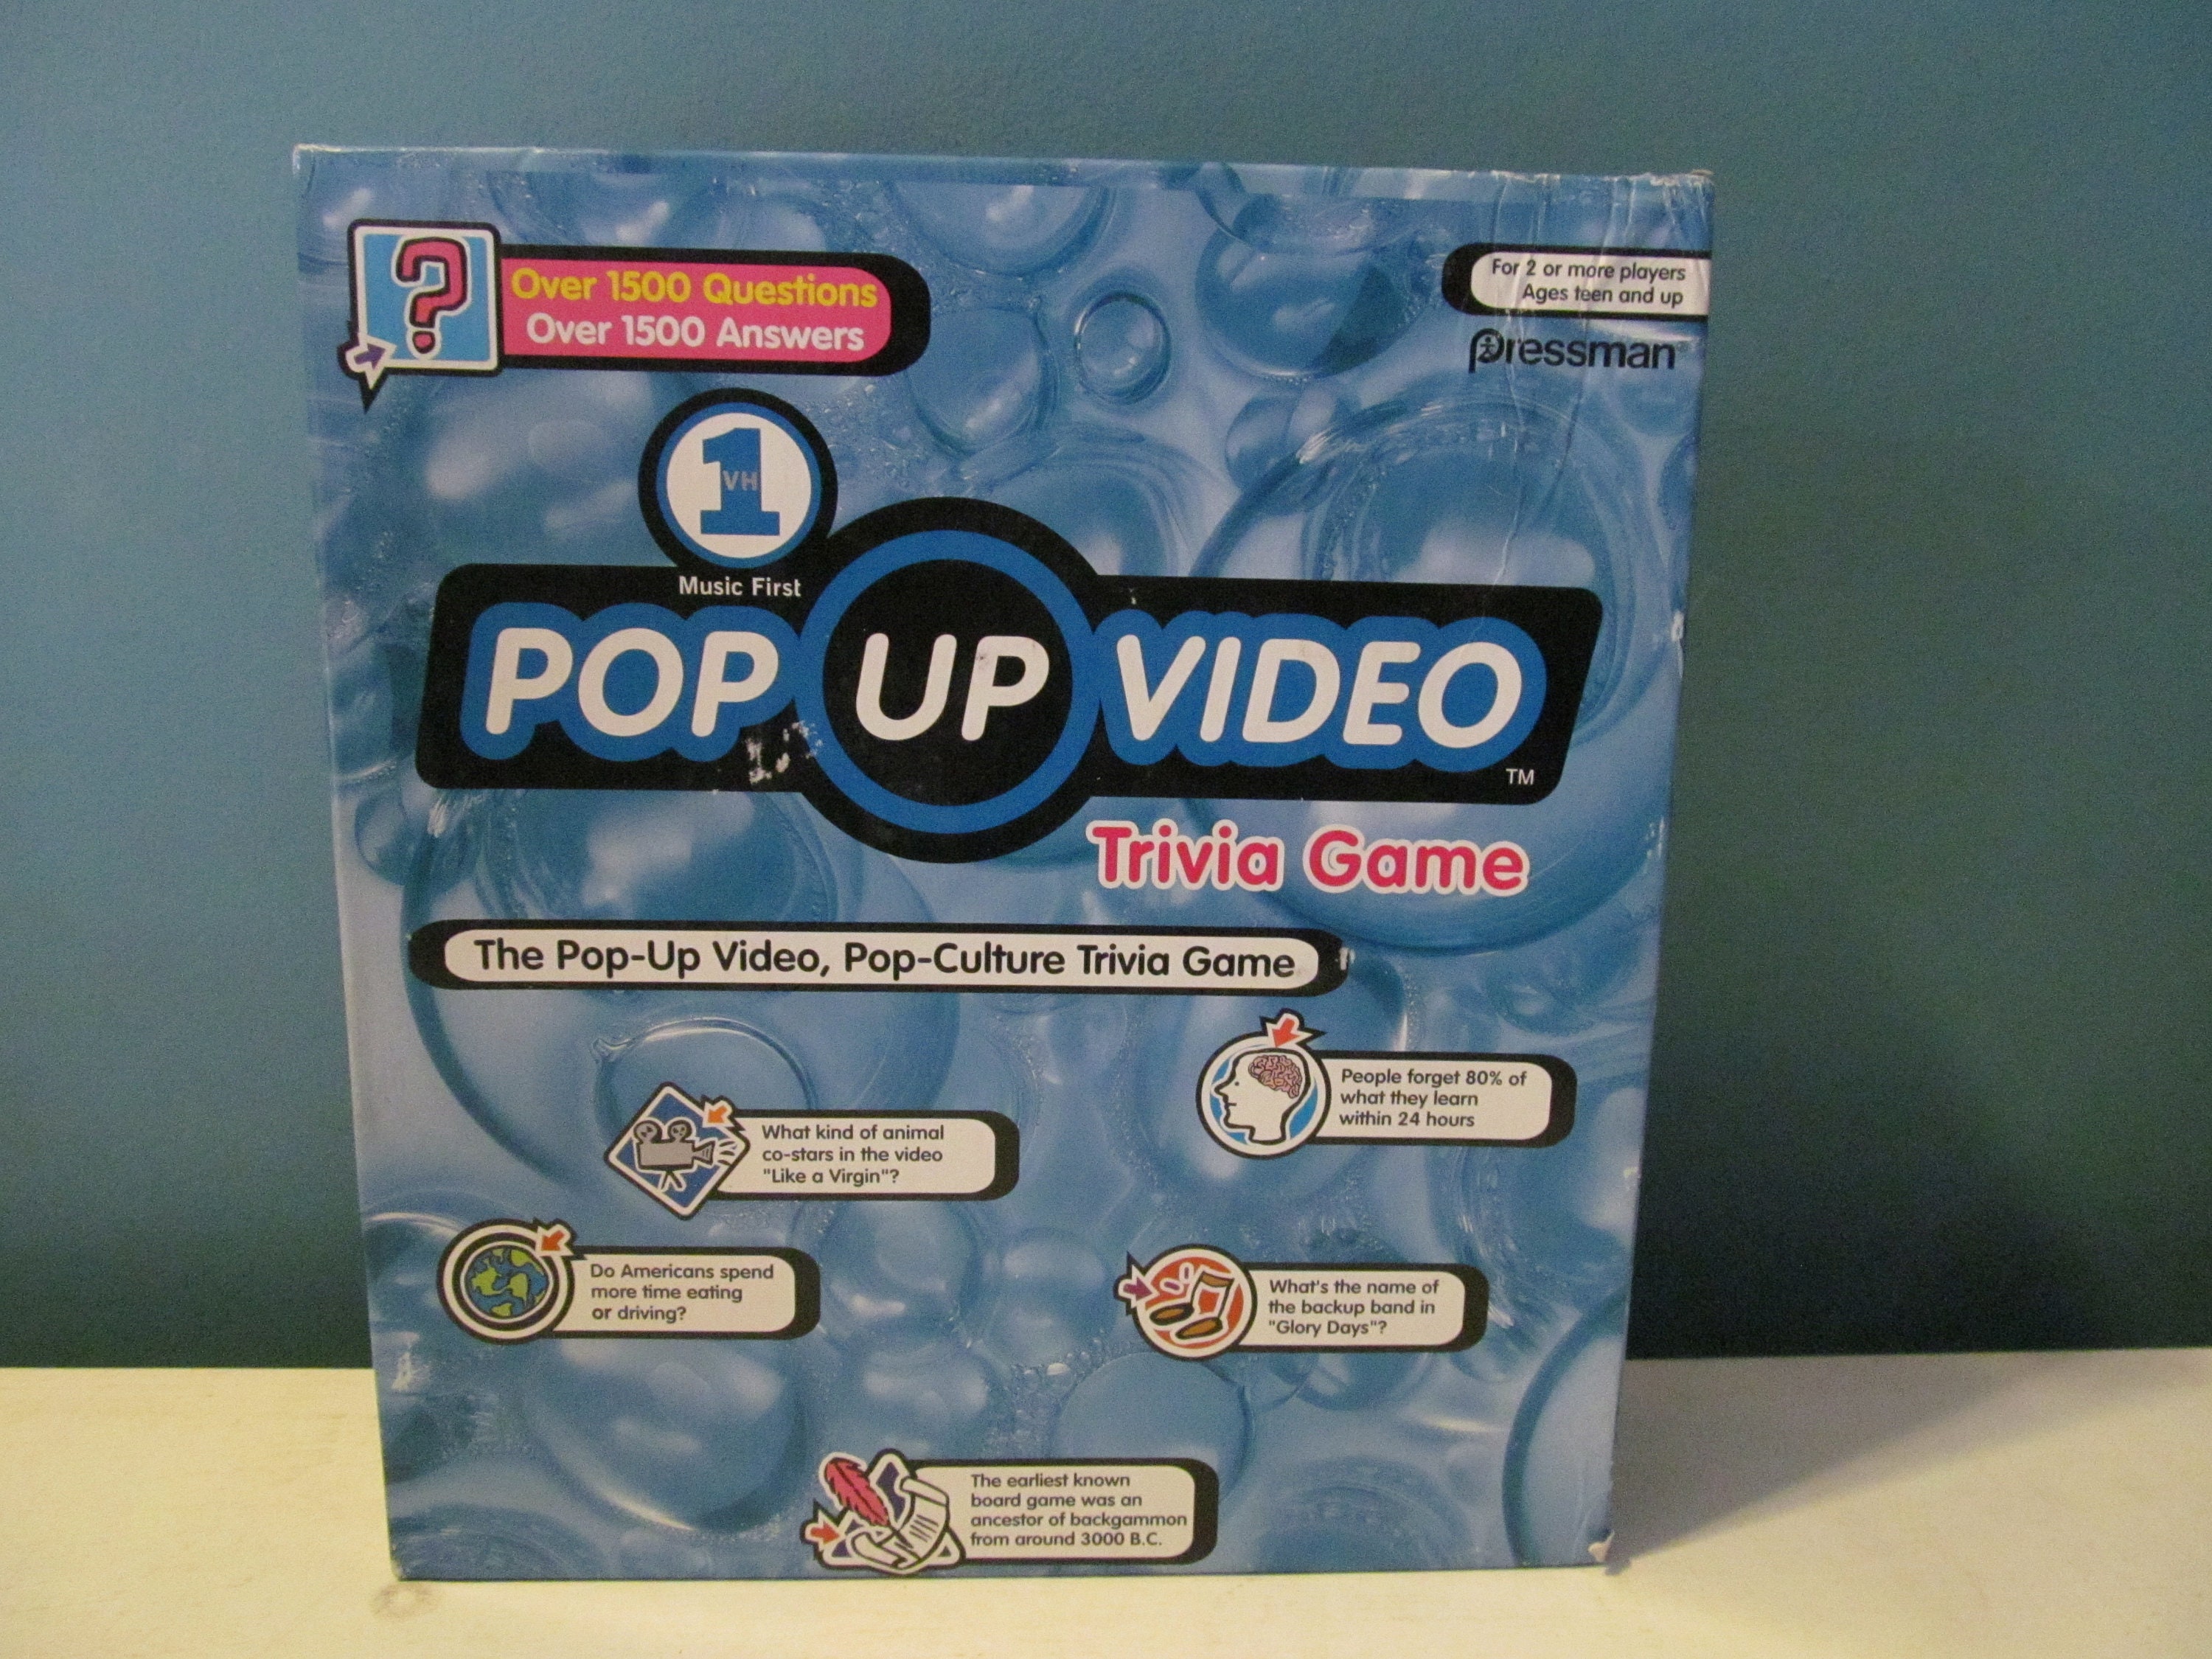 Over 1500 Questions
Over 1500 Answers
For 2 or more players
Ages teen and up
Pressman
VH1
Music First
POP UP VIDEO
TM
Trivia Game
The Pop-Up Video, Pop-Culture Trivia Game
People forget 80% of
what they learn
within 24 hours
What kind of animal
co-stars in the video
"Like a Virgin"?
Do Americans spend
more time eating
or driving?
What's the name of
the backup band in
"Glory Days"?
The earliest known
board game was an
ancestor of backgammon
from around 3000 B.C.